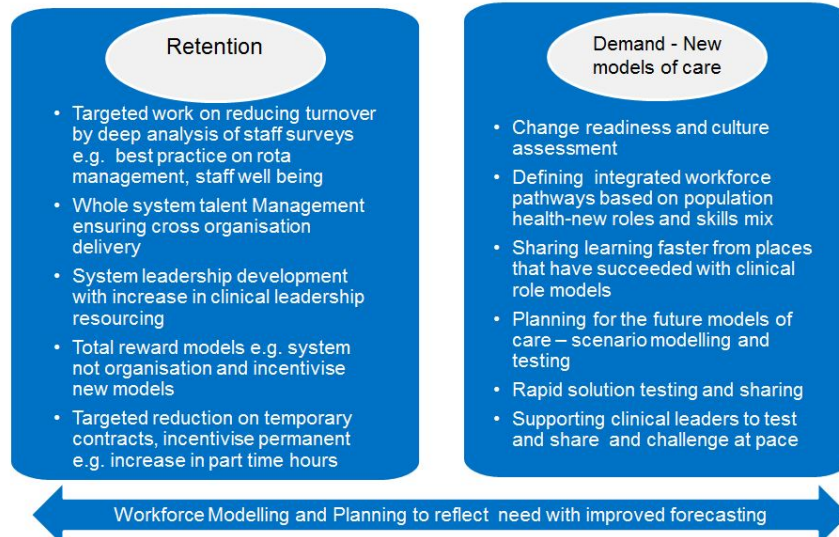 Retention
• Targeted work on reducing turnover
by deep analysis of staff surveys
e.g. best practice on rota
management, staff well being
• Whole system talent Management
ensuring cross organisation
delivery
• System leadership development
with increase in clinical leadership
resourcing
• Total reward models e.g. system
not organisation and incentivise
new models
• Targeted reduction on temporary
contracts, incentivise permanent
e.g. increase in part time hours
Demand - New
models of care
• Change readiness and culture
assessment
• Defining integrated workforce
pathways based on population
health-new roles and skills mix
• Sharing learning faster from places
that have succeeded with clinical
role models
• Planning for the future models of
care – scenario modelling and
testing
• Rapid solution testing and sharing
• Supporting clinical leaders to test
and share and challenge at pace
Workforce Modelling and Planning to reflect need with improved forecasting